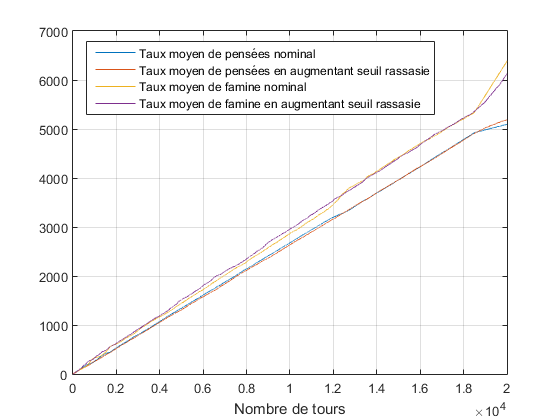 7000
6000
5000
4000
3000
2000
1000
0
Taux moyen de pensées nominal
Taux moyen de pensées en augmentant seuil rassasie
Taux moyen de famine nominal
Taux moyen de famine en augmentant seuil rassasie
0 0.2 0.4 0.6 0.8 1 1.2 1.4 1.6 1.8 2
×10⁴
Nombre de tours